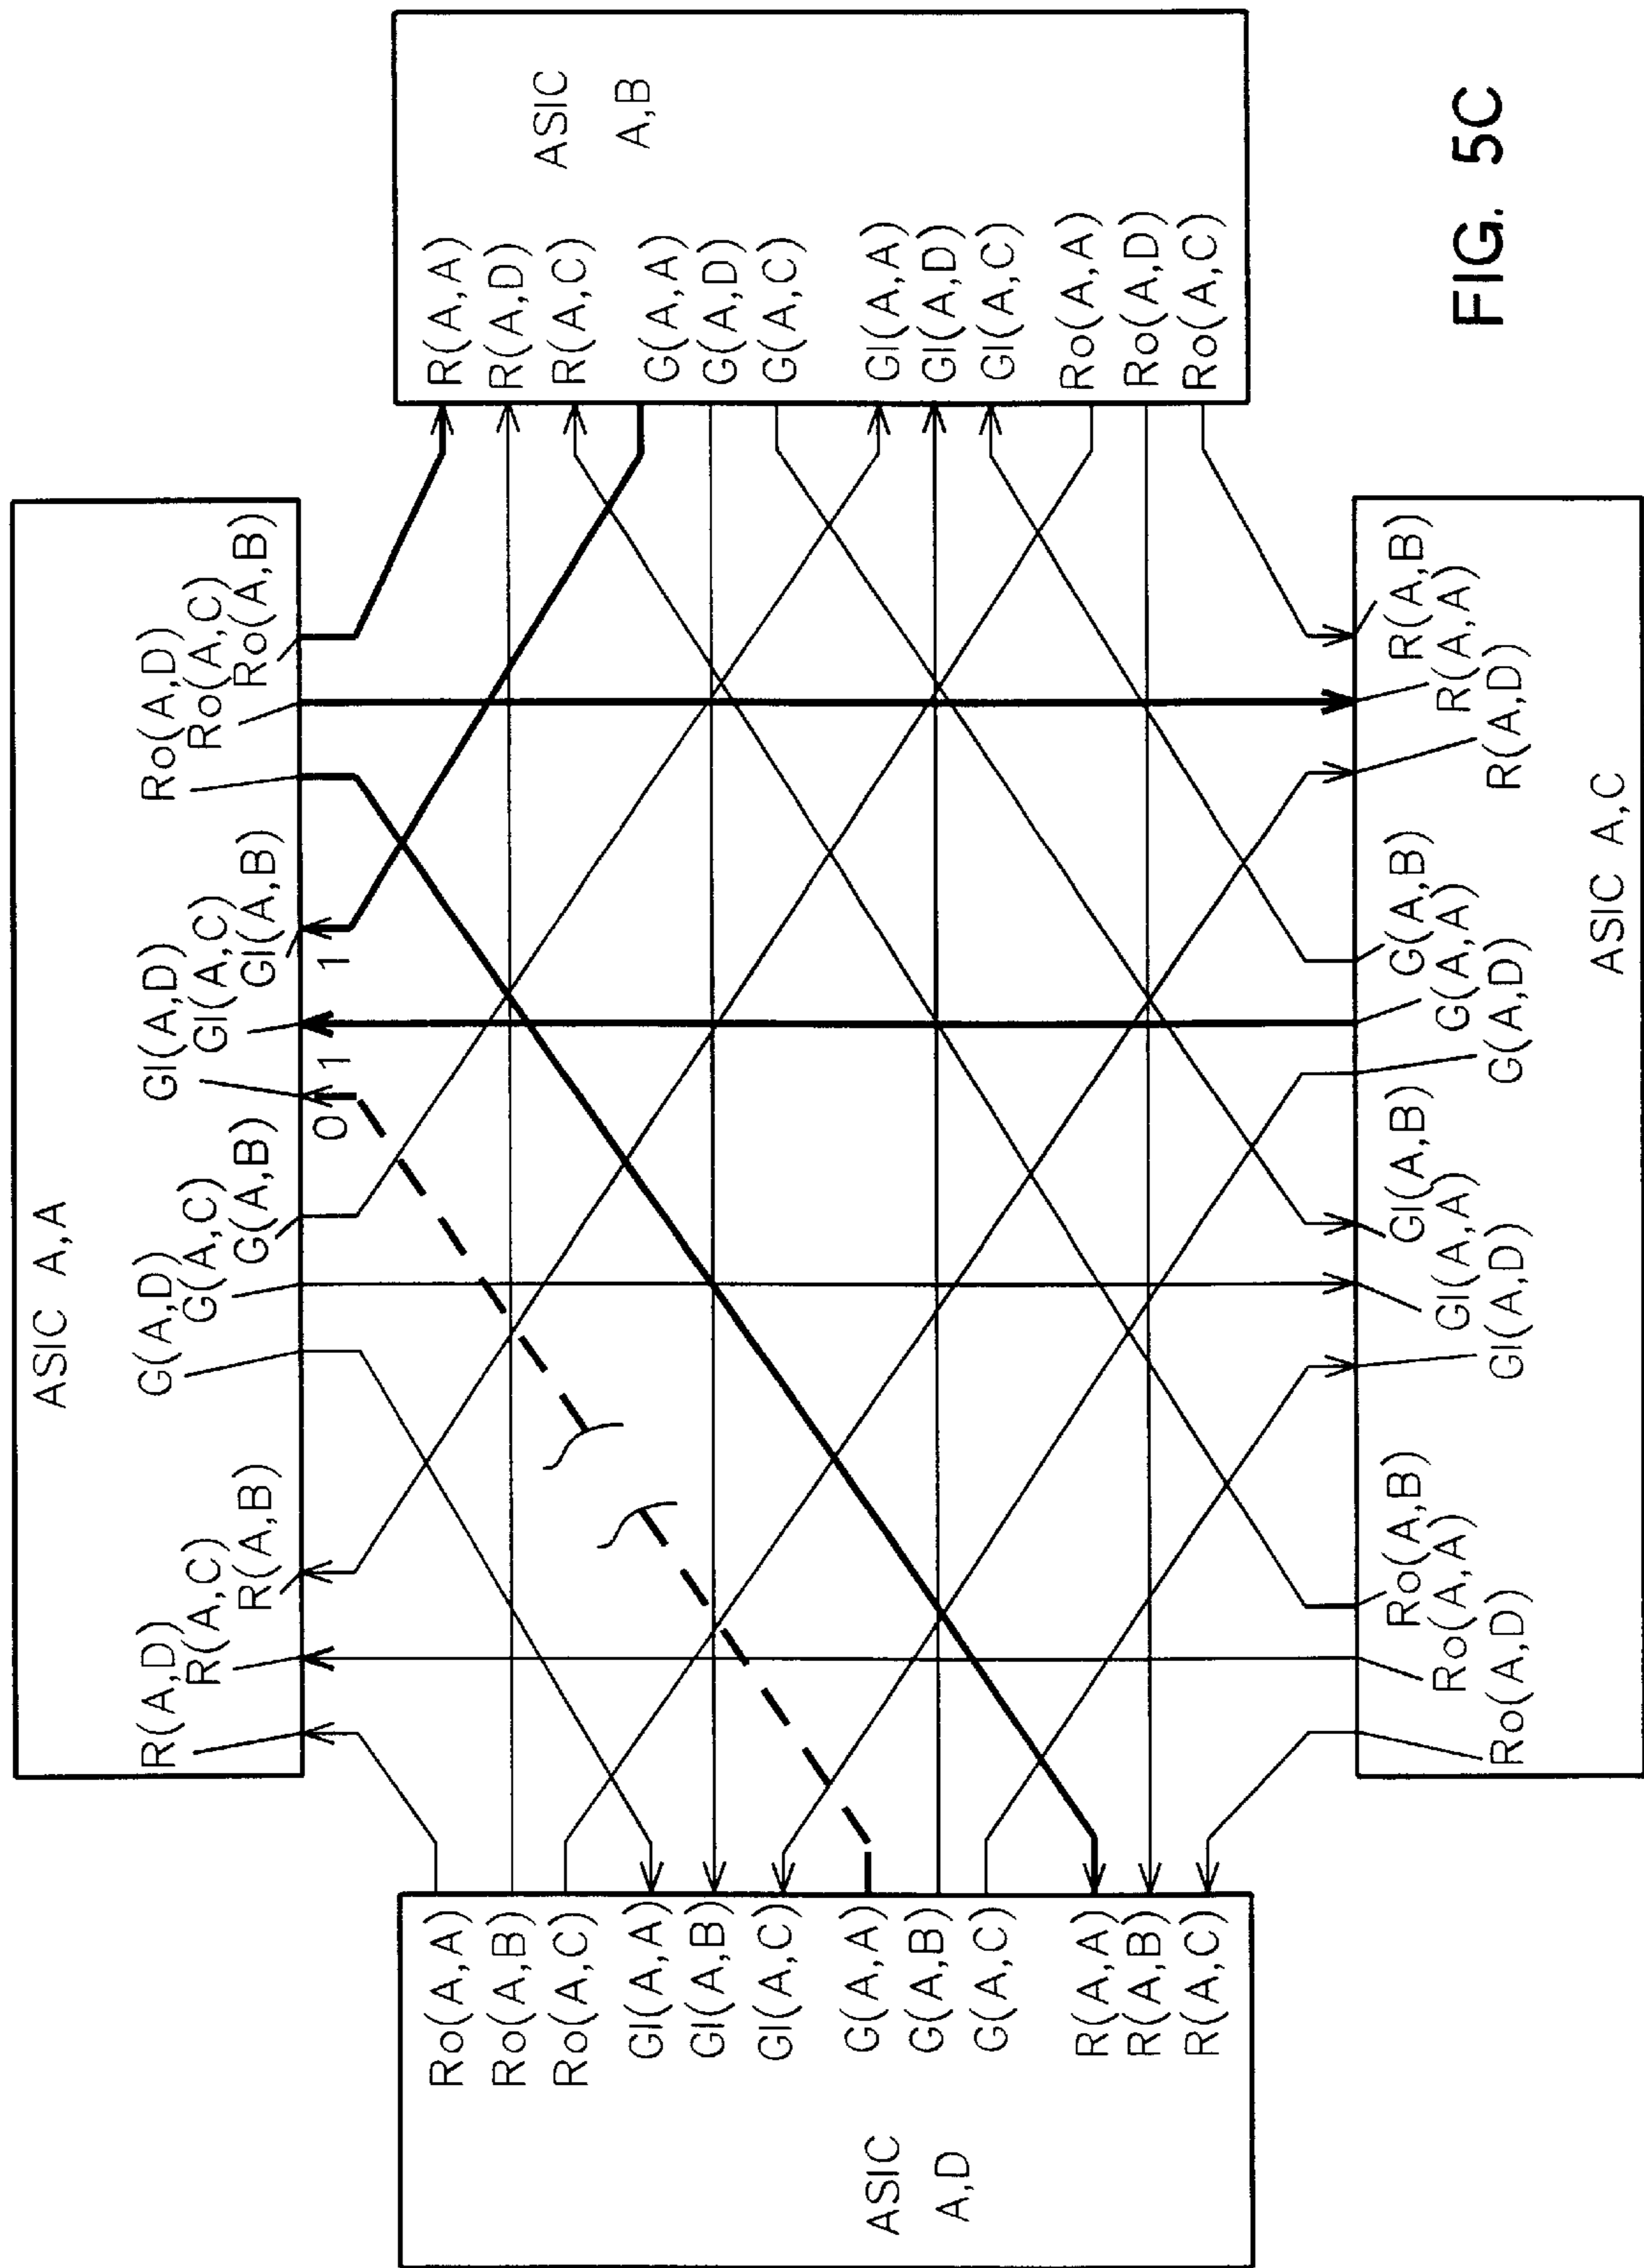 ASIC A,A
R(A,D)
R(A,C)
R(A,B)
G(A,D)
G(A,C)
G(A,B)
GI(A,D)
GI(A,C)
GI(A,B)
Ro(A,D)
Ro(A,C)
Ro(A,B)
0
1
1
ASIC
A,D
Ro(A,A)
Ro(A,B)
Ro(A,C)
GI(A,A)
GI(A,B)
GI(A,C)
G(A,A)
G(A,B)
G(A,C)
R(A,A)
R(A,B)
R(A,C)
ASIC
A,B
R(A,A)
R(A,D)
R(A,C)
G(A,A)
G(A,D)
G(A,C)
GI(A,A)
GI(A,D)
GI(A,C)
Ro(A,A)
Ro(A,D)
Ro(A,C)
Ro(A,B)
Ro(A,A)
Ro(A,D)
GI(A,B)
GI(A,A)
GI(A,D)
G(A,B)
G(A,A)
G(A,D)
R(A,B)
R(A,A)
R(A,D)
ASIC A,C
FIG. 5C